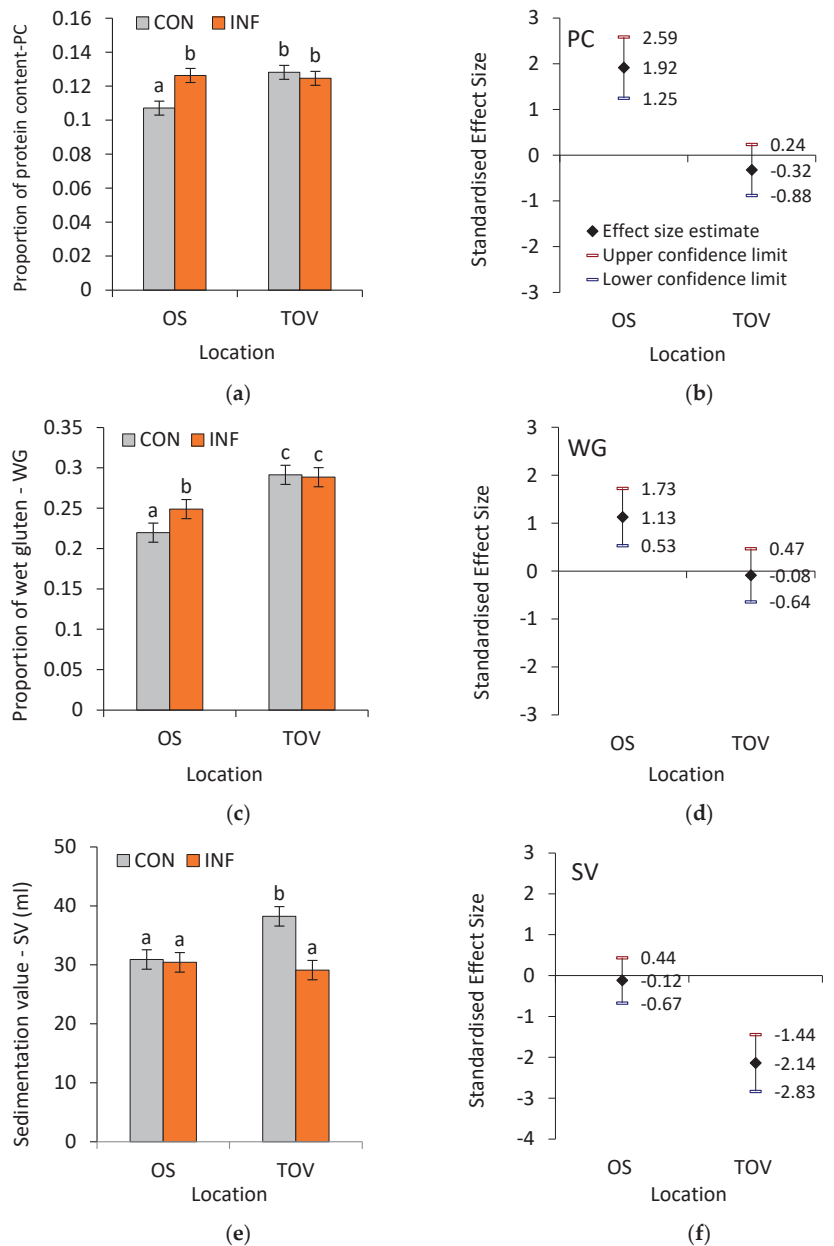 Proportion of protein content-PC
0.16
0.14
0.12
0.1
0.08
0.06
0.04
0.02
0
CON INF
a
b
b
b
OS TOV
Location
(a)
Standardised Effect Size
3
2
1
0
-1
-2
-3
PC
2.59
1.92
1.25
0.24
-0.32
-0.88
Effect size estimate
Upper confidence limit
Lower confidence limit
OS TOV
Location
(b)
Proportion of wet gluten - WG
0.35
0.3
0.25
0.2
0.15
0.1
0.05
0
CON INF
a
b
c
c
OS TOV
Location
(c)
Standardised Effect Size
3
2
1
0
-1
-2
-3
WG
1.73
1.13
0.53
0.47
-0.08
-0.64
OS TOV
Location
(d)
Sedimentation value - SV (ml)
50
40
30
20
10
0
CON INF
a
a
b
a
OS TOV
Location
(e)
Standardised Effect Size
3
2
1
0
-1
-2
-3
-4
SV
0.44
-0.12
-0.67
-1.44
-2.14
-2.83
OS TOV
Location
(f)